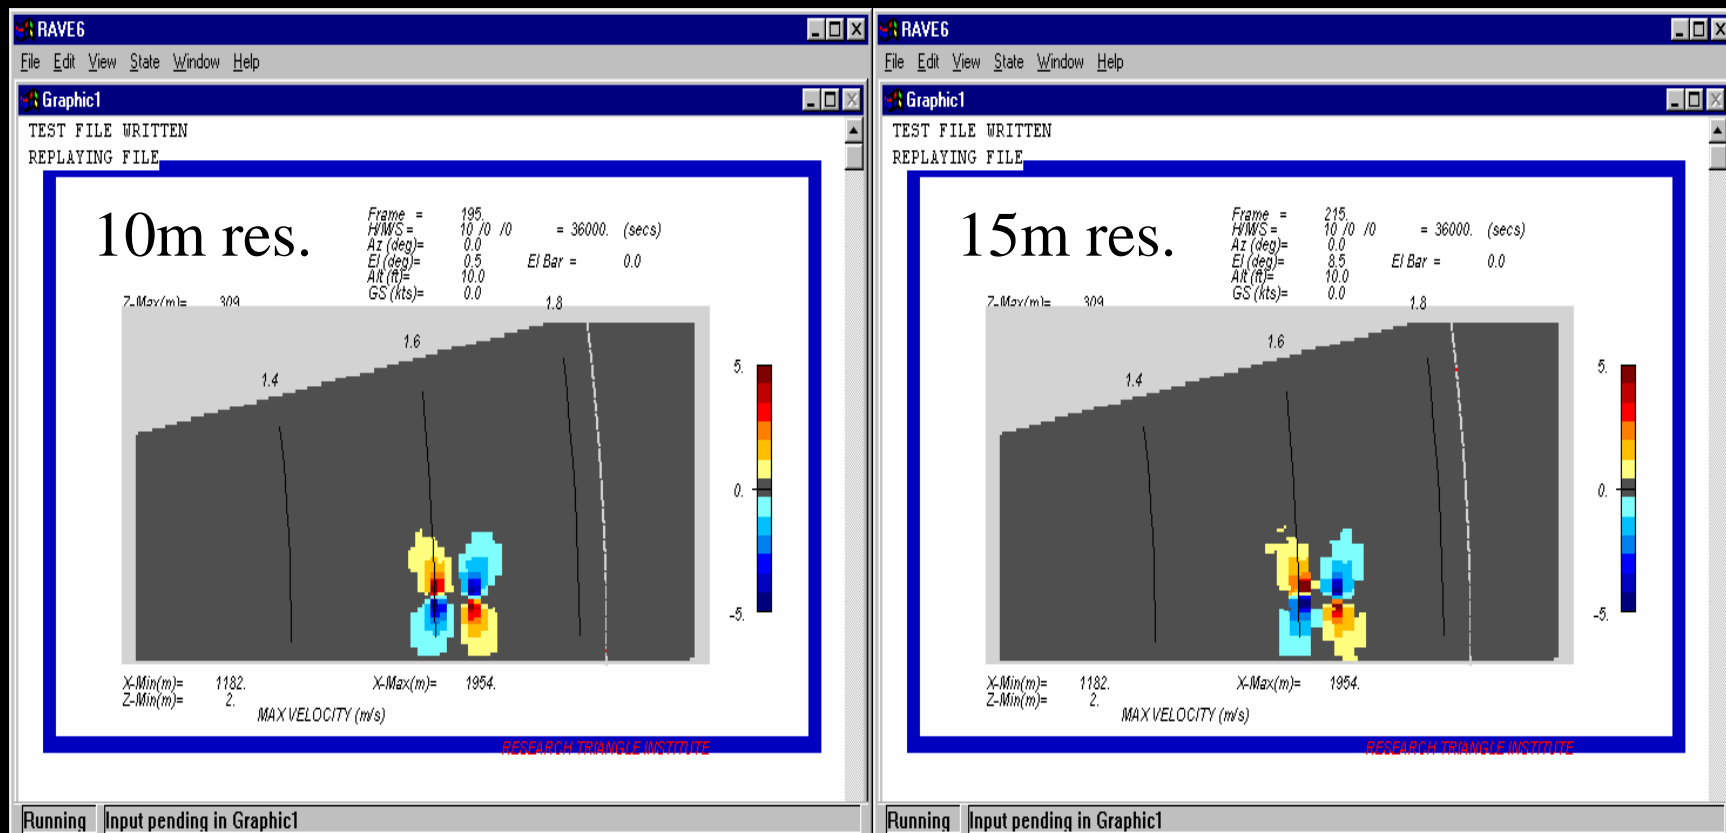 RAVE6
File Edit View State Window Help
Graphic1
TEST FILE WRITTEN
REPLAYING FILE
10m res.
Frame = 195.
H/M/S = 10 /0 /0 = 36000. (secs)
Az (deg)= 0.0
El (deg)= 0.5 El Bar = 0.0
Alt (ft)= 10.0
GS (kts)= 0.0
Z-Max(m)= 309
1.8
1.6
1.4
5.
0.
-5.
X-Min(m)= 1182. X-Max(m)= 1954.
Z-Min(m)= 2.
MAX VELOCITY (m/s)
RESEARCH TRIANGLE INSTITUTE
Running Input pending in Graphic1
RAVE6
File Edit View State Window Help
Graphic1
TEST FILE WRITTEN
REPLAYING FILE
15m res.
Frame = 215.
H/M/S = 10 /0 /0 = 36000. (secs)
Az (deg)= 0.0
El (deg)= 8.5 El Bar = 0.0
Alt (ft)= 10.0
GS (kts)= 0.0
Z-Max(m)= 309
1.8
1.6
1.4
5.
0.
-5.
X-Min(m)= 1182. X-Max(m)= 1954.
Z-Min(m)= 2.
MAX VELOCITY (m/s)
RESEARCH TRIANGLE INSTITUTE
Running Input pending in Graphic1